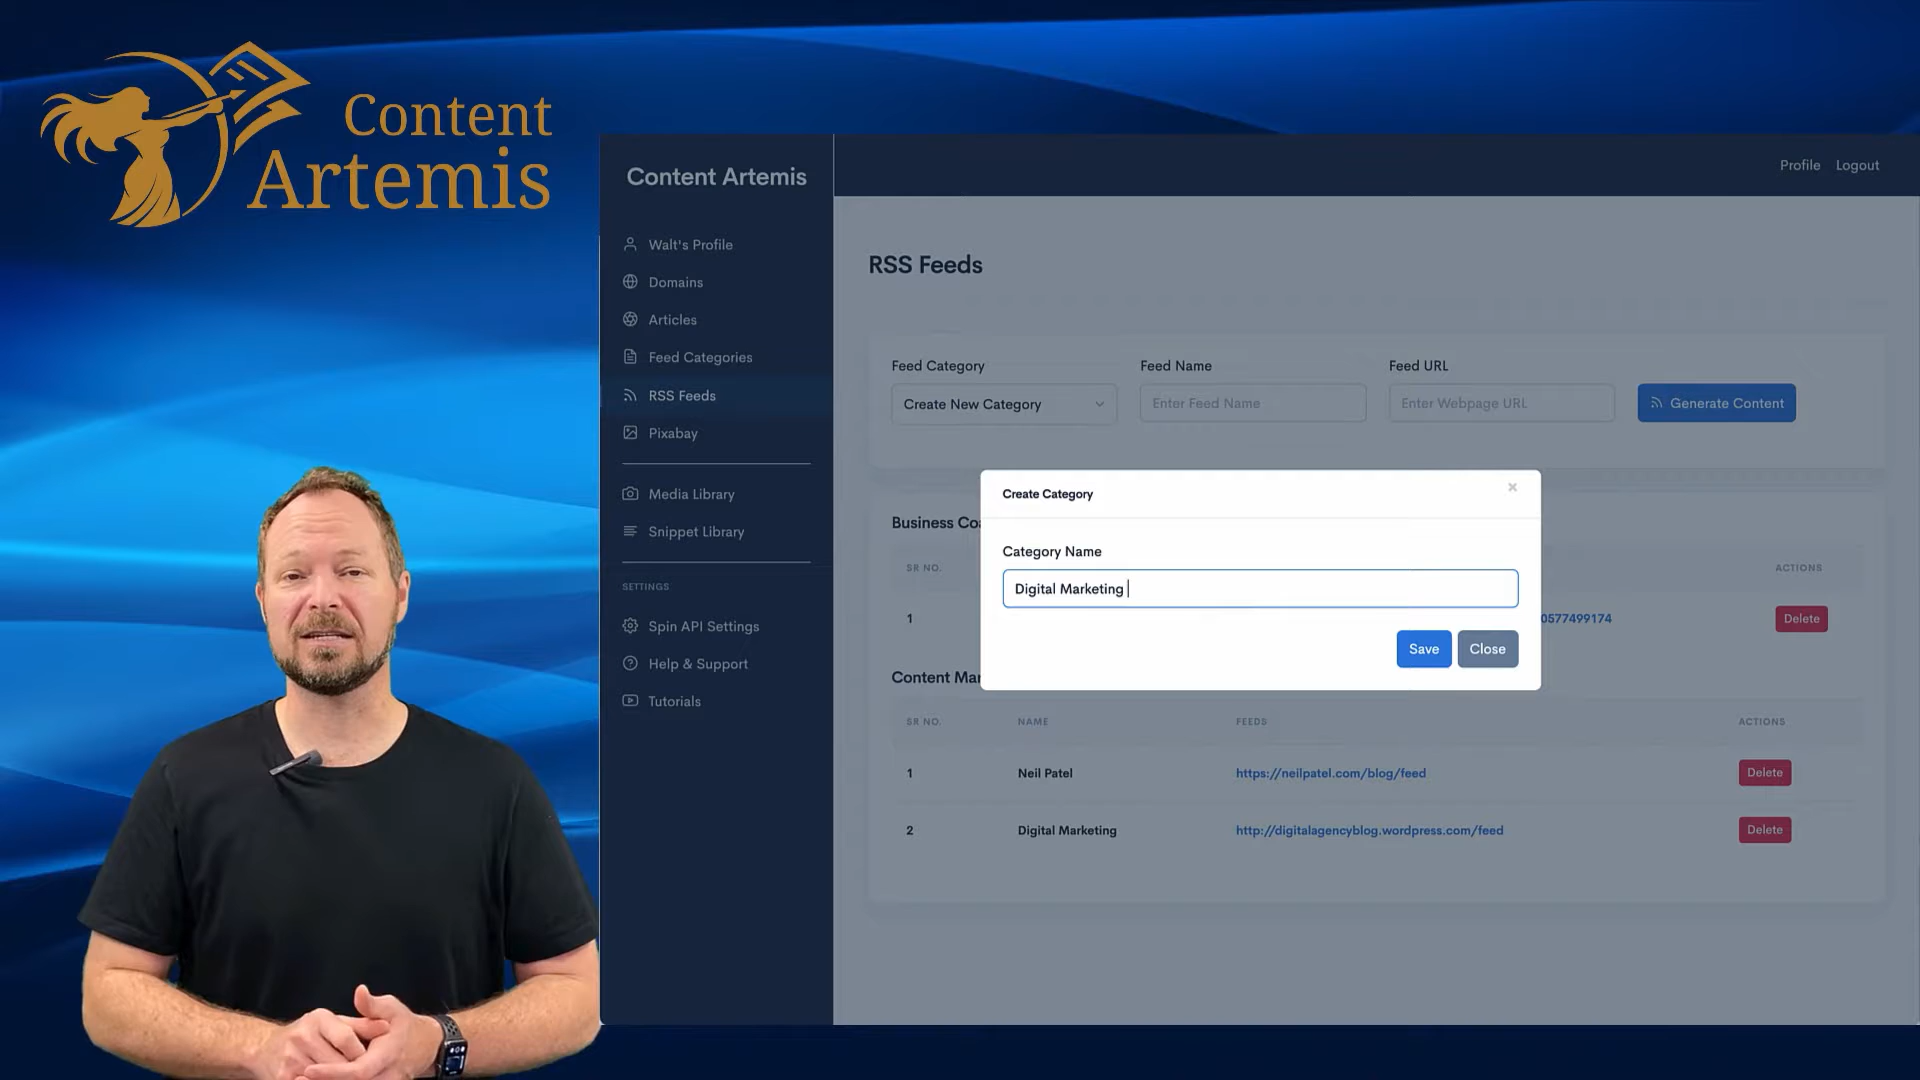 Content
Artemis
Content Artemis
Profile Logout
Walt's Profile
Domains
Articles
Feed Categories
RSS Feeds
Pixabay
Media Library
Snippet Library
SETTINGS
Spin API Settings
Help & Support
Tutorials
RSS Feeds
Feed Category Feed Name Feed URL
Create New Category Enter Feed Name Enter Webpage URL Generate Content
Create Category ×
Category Name
Digital Marketing
Save Close
Business Coa
SR NO. ACTIONS
1 0577499174 Delete
Content Mar
SR NO. NAME FEEDS ACTIONS
1 Neil Patel https://neilpatel.com/blog/feed Delete
2 Digital Marketing http://digitalagencyblog.wordpress.com/feed Delete